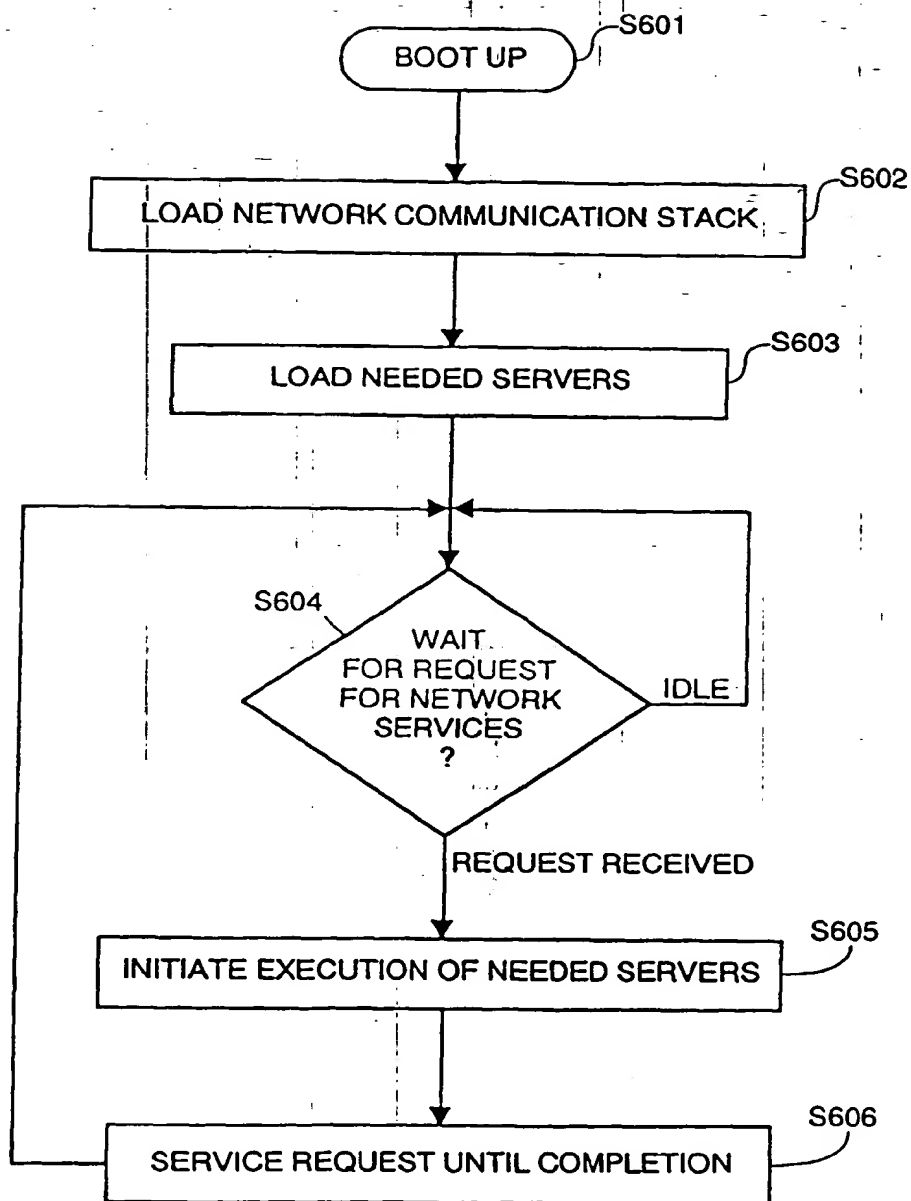 S601
BOOT UP
S602
LOAD NETWORK COMMUNICATION STACK
S603
LOAD NEEDED SERVERS
S604
WAIT
FOR REQUEST
FOR NETWORK
SERVICES
?
IDLE
REQUEST RECEIVED
S605
INITIATE EXECUTION OF NEEDED SERVERS
S606
SERVICE REQUEST UNTIL COMPLETION